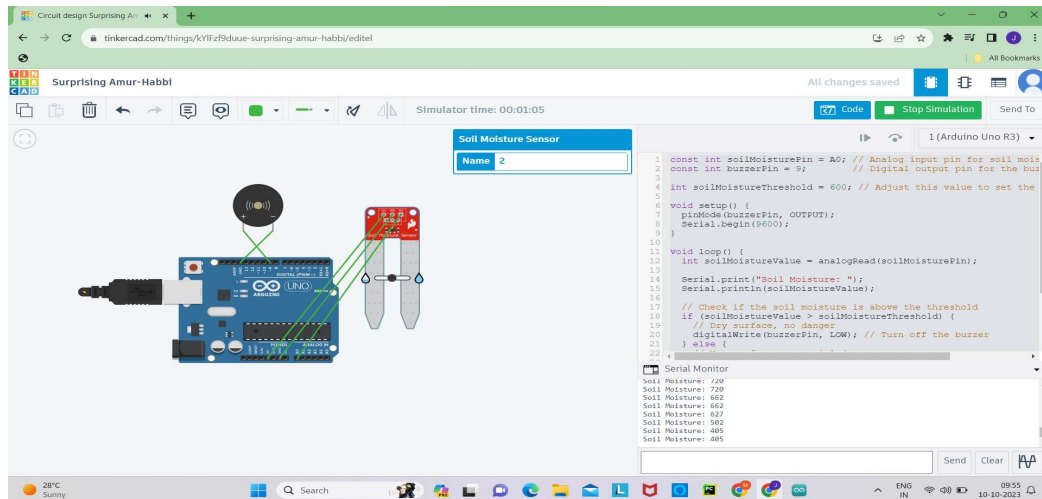 Circuit design Surprising Am
tinkercad.com/things/kYlFzf9duue-surprising-amur-habbi/editel
All Bookmarks
TIN
KER
CAD
Surprising Amur-Habbi
All changes saved
Simulator time: 00:01:05
Code
Stop Simulation
Send To
1 (Arduino Uno R3)
Soil Moisture Sensor
Name 2
1 const int soilMoisturePin = A0; // Analog input pin for soil mois
2 const int buzzerPin = 9; // Digital output pin for the buz
3
4 int soilMoistureThreshold = 600; // Adjust this value to set the
5
6 void setup() {
7 pinMode(buzzerPin, OUTPUT);
8 Serial.begin(9600);
9 }
10
11 void loop() {
12 int soilMoistureValue = analogRead(soilMoisturePin);
13
14 Serial.print("Soil Moisture: ");
15 Serial.println(soilMoistureValue);
16
17 // Check if the soil moisture is above the threshold
18 if (soilMoistureValue > soilMoistureThreshold) {
19 // Dry surface, no danger
20 digitalWrite(buzzerPin, LOW); // Turn off the buzzer
21 } else {
22
DIGITAL (PWM~)
UNO
ARDUINO
POWER
ANALOG IN
Soil Moisture Sensor
Serial Monitor
Soil Moisture: 720
Soil Moisture: 720
Soil Moisture: 662
Soil Moisture: 662
Soil Moisture: 627
Soil Moisture: 502
Soil Moisture: 405
Soil Moisture: 405
Send
Clear
28°C
Sunny
Search
ENG
IN
09:55
10-10-2023